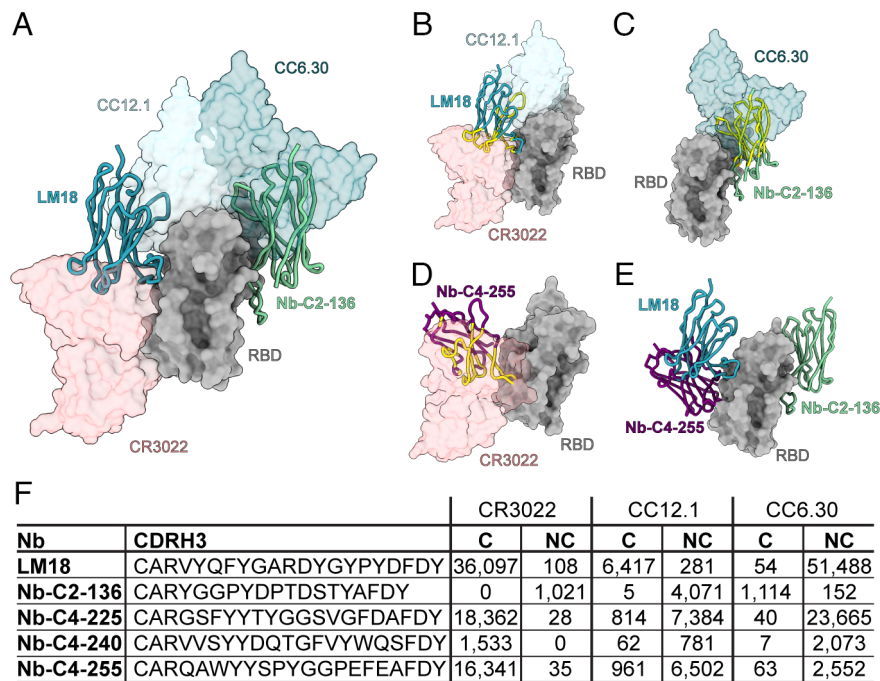 A
CC12.1
CC6.30
LM18
Nb-C2-136
RBD
CR3022
B
CC12.1
LM18
RBD
CR3022
C
CC6.30
RBD
Nb-C2-136
D
Nb-C4-255
CR3022
RBD
E
LM18
Nb-C2-136
Nb-C4-255
RBD
F
CR3022 CC12.1 CC6.30
Nb CDRH3 C NC C NC C NC
LM18 CARVYQFYGARDYGYPYDFDY 36,097 108 6,417 281 54 51,488
Nb-C2-136 CARYGGPYDPTDSTYAFDY 0 1,021 5 4,071 1,114 152
Nb-C4-225 CARGSFYYTYGGSVGFDAFDY 18,362 28 814 7,384 40 23,665
Nb-C4-240 CARVVSYYDQTGFVYWQSFDY 1,533 0 62 781 7 2,073
Nb-C4-255 CARQAWYYSPYGGPEFEAFDY 16,341 35 961 6,502 63 2,552